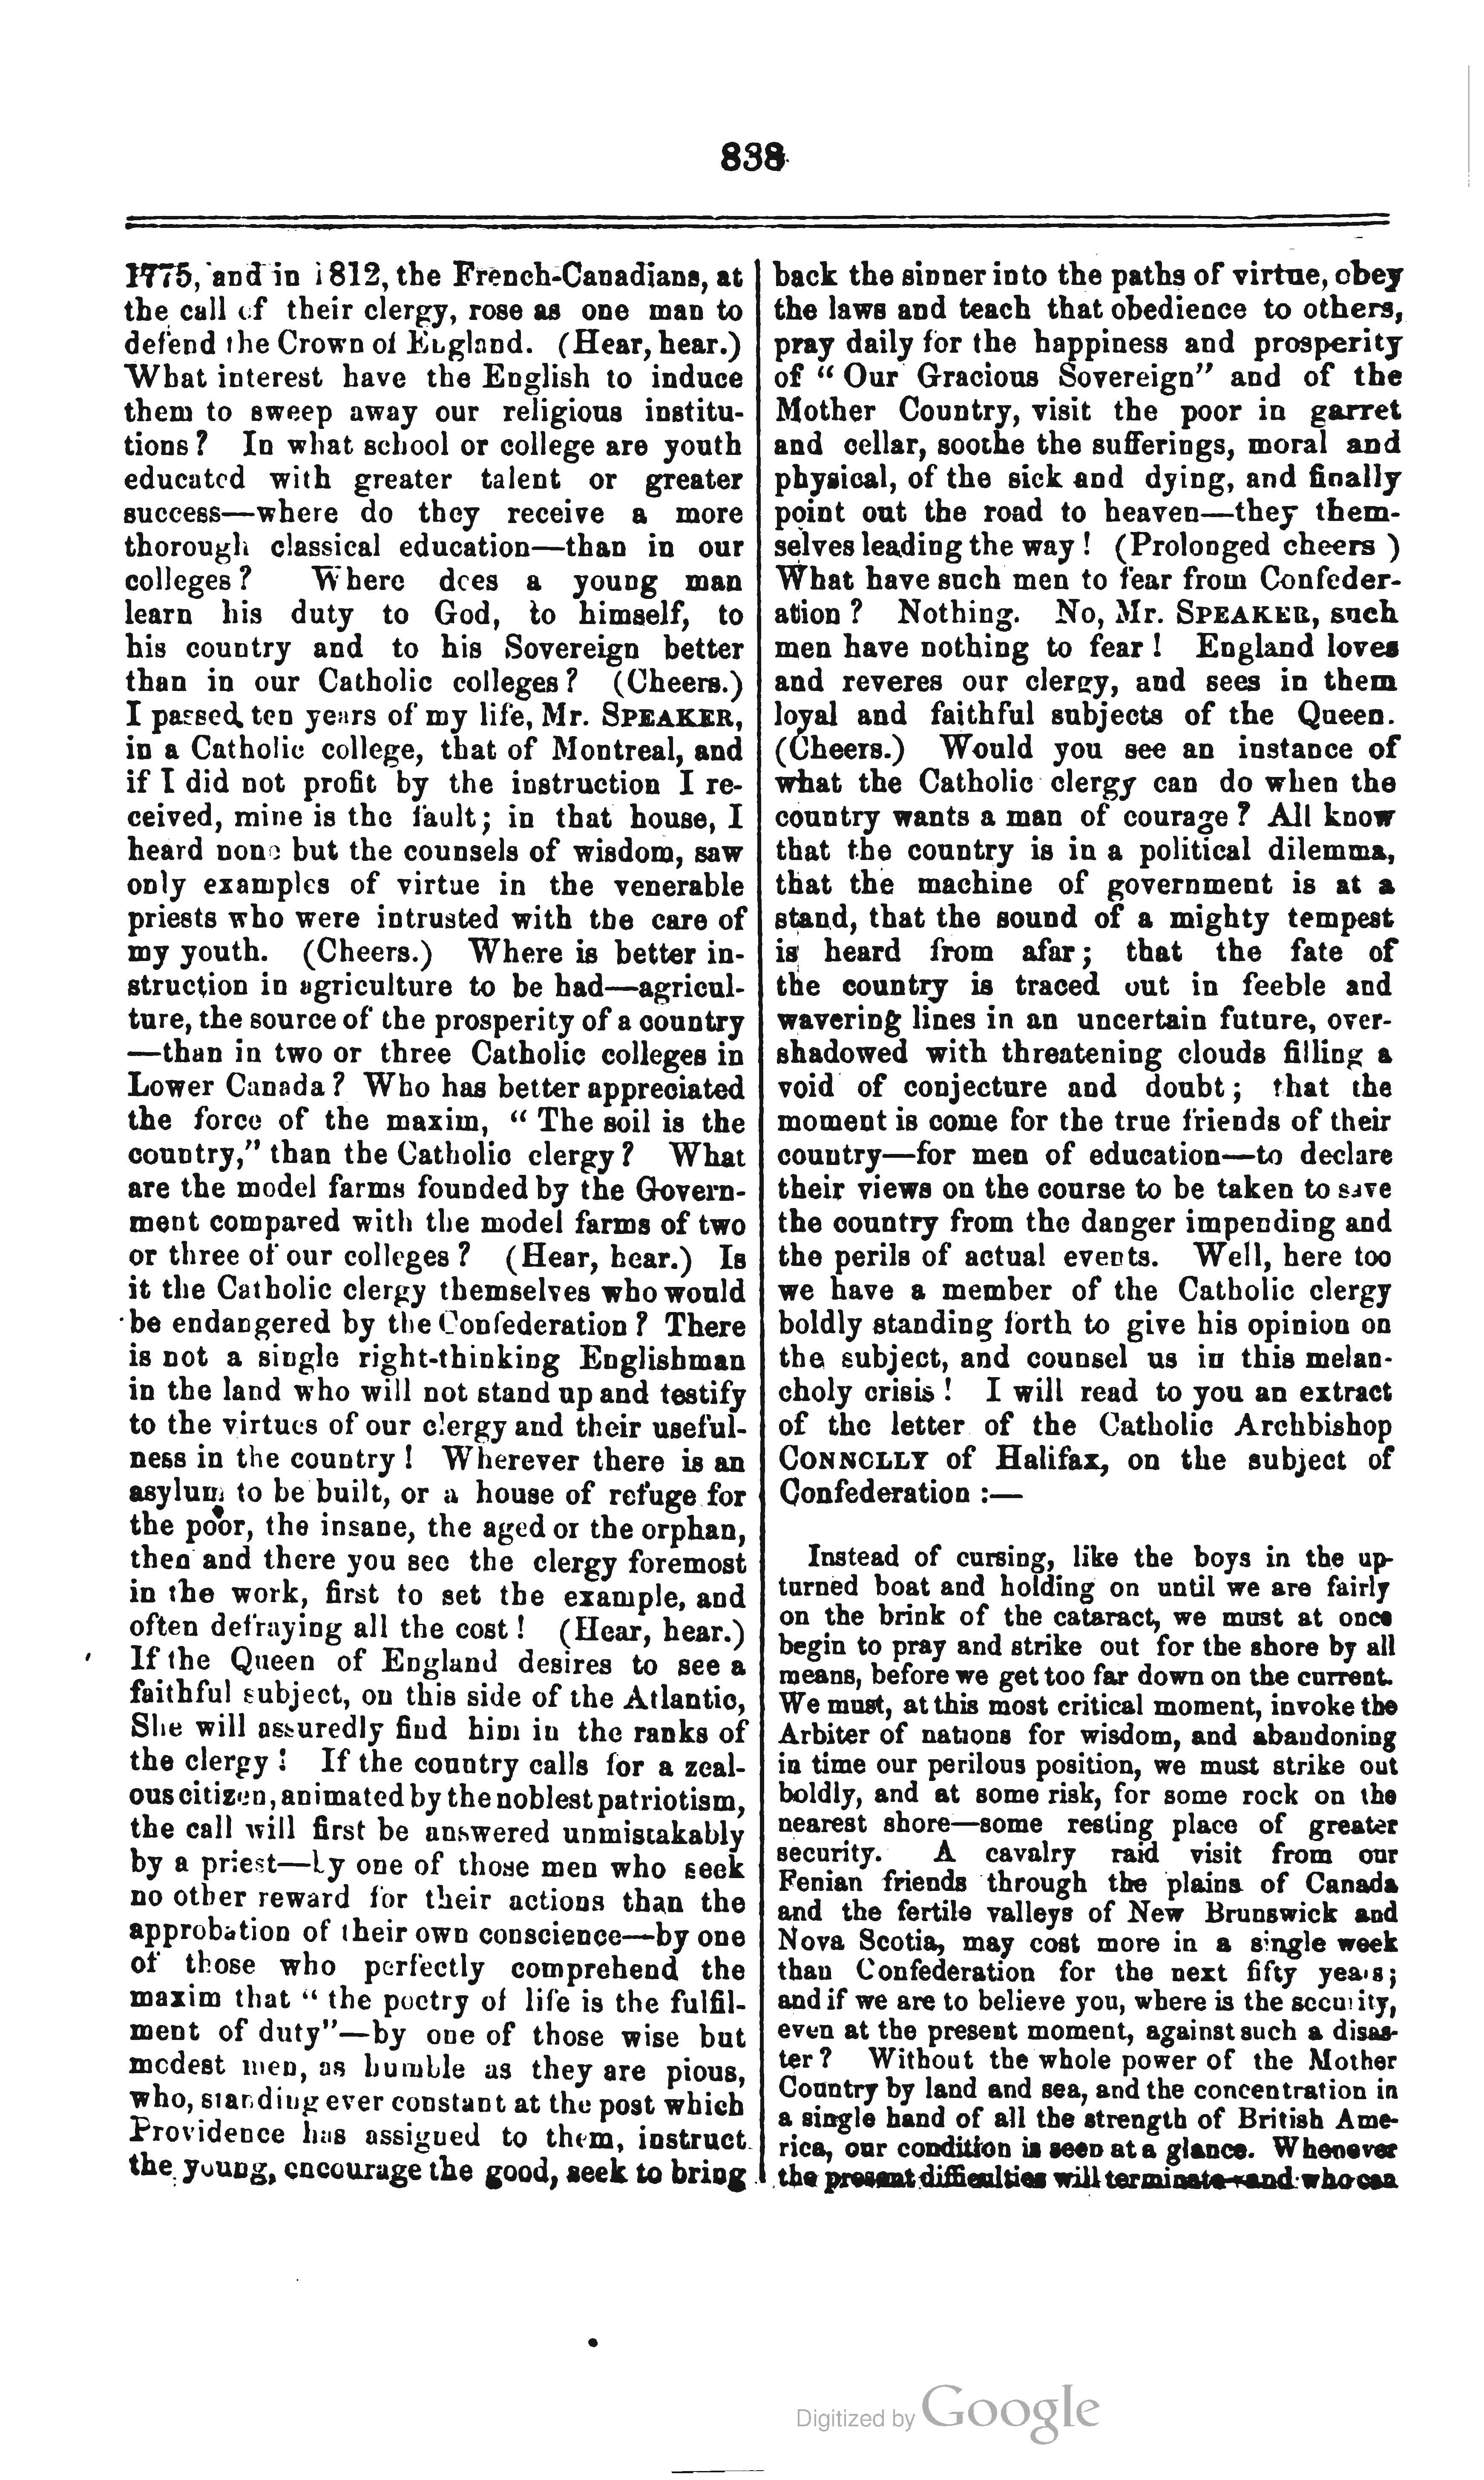 838
1775, and in 1812, the French-Canadians, at
the call of their clergy, rose as one man to
defend the Crown of England. (Hear, hear.)
What interest have the English to induce
them to sweep away our religious institu-
tions? In what school or college are youth
educated with greater talent or greater
success—where do they receive a more
thorough classical education—than in our
colleges? Where does a young man
learn his duty to God, to himself, to
his country and to his Sovereign better
than in our Catholic colleges? (Cheers.)
I passed ten years of my life, Mr. SPEAKER,
in a Catholic college, that of Montreal, and
if I did not profit by the instruction I re-
ceived, mine is the fault; in that house, I
heard none but the counsels of wisdom, saw
only examples of virtue in the venerable
priests who were intrusted with the care of
my youth. (Cheers.) Where is better in-
struction in agriculture to be had—agricul-
ture, the source of the prosperity of a country
—than in two or three Catholic colleges in
Lower Canada? Who has better appreciated
the force of the maxim, "The soil is the
country," than the Catholic clergy? What
are the model farms founded by the Govern-
ment compared with the model farms of two
or three of our colleges? (Hear, hear.) Is
it the Catholic clergy themselves who would
be endangered by the Confederation? There
is not a single right-thinking Englishman
in the land who will not stand up and testify
to the virtues of our clergy and their useful-
ness in the country! Wherever there is an
asylum to be built, or a house of refuge for
the poor, the insane, the aged or the orphan,
then and there you see the clergy foremost
in the work, first to set the example, and
often defraying all the cost! (Hear, hear.)
If the Queen of England desires to see a
faithful subject, on this side of the Atlantic,
She will assuredly find him in the ranks of
the clergy! If the country calls for a zeal-
ous citizen, animated by the noblest patriotism,
the call will first be answered unmistakably
by a priest—by one of those men who seek
no other reward for their actions than the
approbation of their own conscience—by one
of those who perfectly comprehend the
maxim that "the poetry of life is the fulfil-
ment of duty"—by one of those wise but
modest men, as humble as they are pious,
who, standing ever constant at the post which
Providence has assigned to them, instruct
the young, encourage the good, seek to bring
back the sinner into the paths of virtue, obey
the laws and teach that obedience to others,
pray daily for the happiness and prosperity
of "Our Gracious Sovereign" and of the
Mother Country, visit the poor in garret
and cellar, soothe the sufferings, moral and
physical, of the sick and dying, and finally
point out the road to heaven—they them-
selves leading the way! (Prolonged cheers )
What have such men to fear from Confeder-
ation? Nothing. No, Mr. SPEAKER, such
men have nothing to fear! England loves
and reveres our clergy, and sees in them
loyal and faithful subjects of the Queen.
(Cheers.) Would you see an instance of
what the Catholic clergy can do when the
country wants a man of courage? All know
that the country is in a political dilemma,
that the machine of government is at a
stand, that the sound of a mighty tempest
is heard from afar; that the fate of
the country is traced out in feeble and
wavering lines in an uncertain future, over-
shadowed with threatening clouds filling a
void of conjecture and doubt; that the
moment is come for the true friends of their
country—for men of education—to declare
their views on the course to be taken to save
the country from the danger impending and
the perils of actual events. Well, here too
we have a member of the Catholic clergy
boldly standing forth to give his opinion on
the subject, and counsel us in this melan-
choly crisis! I will read to you an extract
of the letter of the Catholic Archbishop
CONNOLLY of Halifax, on the subject of
Confederation:—
Instead of cursing, like the boys in the up-
turned boat and holding on until we are fairly
on the brink of the cataract, we must at once
begin to pray and strike out for the shore by all
means, before we get too far down on the current.
We must, at this most critical moment, invoke the
Arbiter of nations for wisdom, and abandoning
in time our perilous position, we must strike out
boldly, and at some risk, for some rock on the
nearest shore—some resting place of greater
security. A cavalry raid visit from our
Fenian friends through the plains of Canada
and the fertile valleys of New Brunswick and
Nova Scotia, may cost more in a single week
than Confederation for the next fifty years;
and if we are to believe you, where is the security,
even at the present moment, against such a disas-
ter? Without the whole power of the Mother
Country by land and sea, and the concentration in
a single hand of all the strength of British Ame-
rica, our condition is seen at a glance. Whenever
the present difficulties will terminate—and who can
Digitized by Google